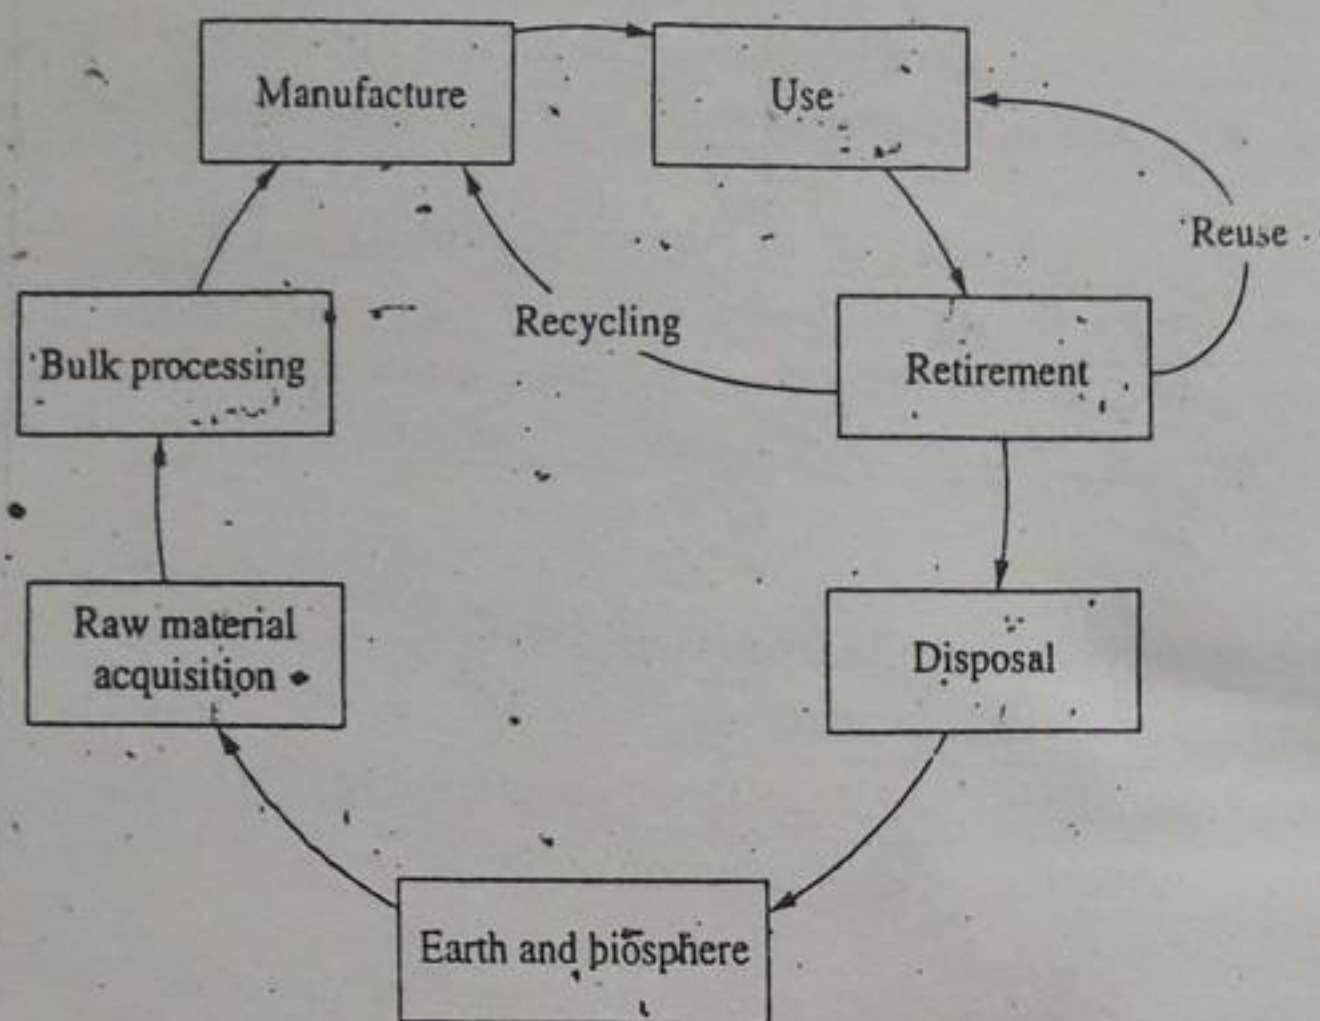 Manufacture
Use
Reuse
Recycling
Bulk processing
Retirement
Raw material
acquisition
Disposal
Earth and biosphere